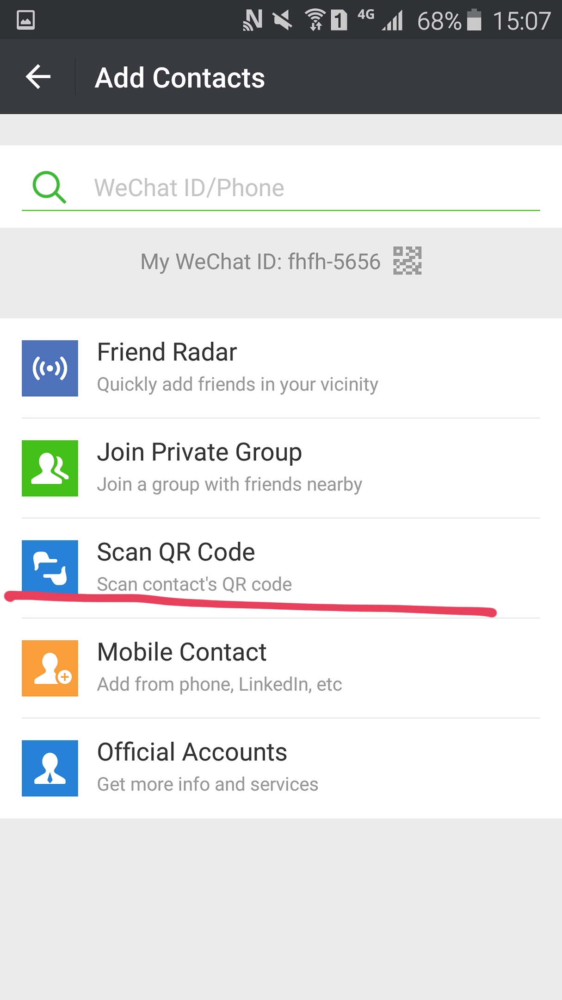 4G 68% 15:07
Add Contacts
WeChat ID/Phone
My WeChat ID: fhfh-5656
Friend Radar
Quickly add friends in your vicinity
Join Private Group
Join a group with friends nearby
Scan QR Code
Scan contact's QR code
Mobile Contact
Add from phone, LinkedIn, etc
Official Accounts
Get more info and services